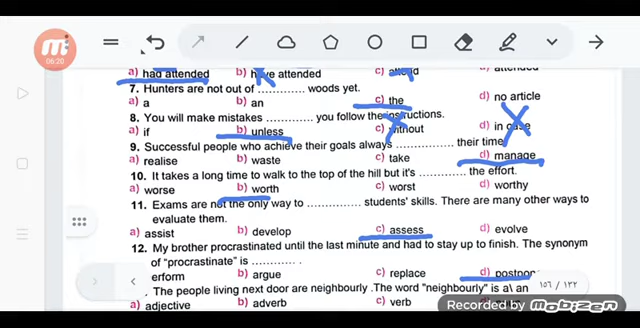 06:20
a) had attended b) have attended c) attend d) attended
7. Hunters are not out of ............. woods yet.
a) a b) an c) the d) no article
8. You will make mistakes ............. you follow the instructions.
a) if b) unless c) without d) in case
9. Successful people who achieve their goals always ............. their time.
a) realise b) waste c) take d) manage
10. It takes a long time to walk to the top of the hill but it's ............. the effort.
a) worse b) worth c) worst d) worthy
11. Exams are not the only way to ............. students' skills. There are many other ways to
evaluate them.
a) assist b) develop c) assess d) evolve
12. My brother procrastinated until the last minute and had to stay up to finish. The synonym
of "procrastinate" is ............. .
erform b) argue c) replace d) postpon
. The people living next door are neighbourly .The word "neighbourly" is a\ an
a) adjective b) adverb c) verb
١٥٦ / ١٣٢
Recorded by Mobizen